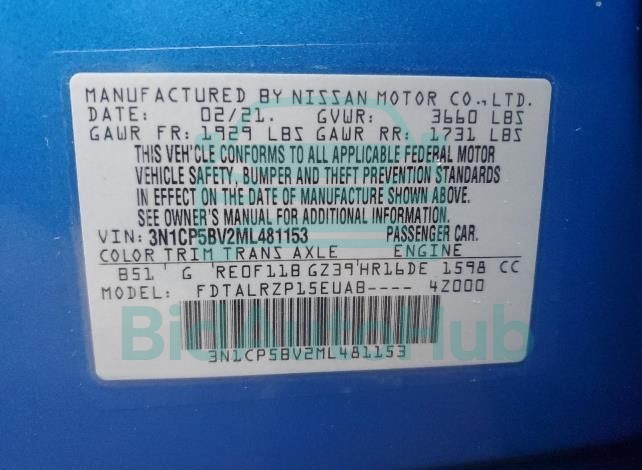 MANUFACTURED BY NISSAN MOTOR CO.,LTD.
DATE: 02/21. GVWR: 3660 LBS
GAWR FR: 1929 LBS GAWR RR: 1731 LBS
THIS VEHICLE CONFORMS TO ALL APPLICABLE FEDERAL MOTOR
VEHICLE SAFETY, BUMPER AND THEFT PREVENTION STANDARDS
IN EFFECT ON THE DATE OF MANUFACTURE SHOWN ABOVE.
SEE OWNER'S MANUAL FOR ADDITIONAL INFORMATION
VIN: 3N1CP5BV2ML481153 PASSENGER CAR.
COLOR TRIM TRANS AXLE ENGINE
B51 G RE0F11B GZ39 HR16DE 1598 CC
MODEL: FDTALRZP15EUAB---- 4Z000
BidAutoHub
3N1CP5BV2ML481153